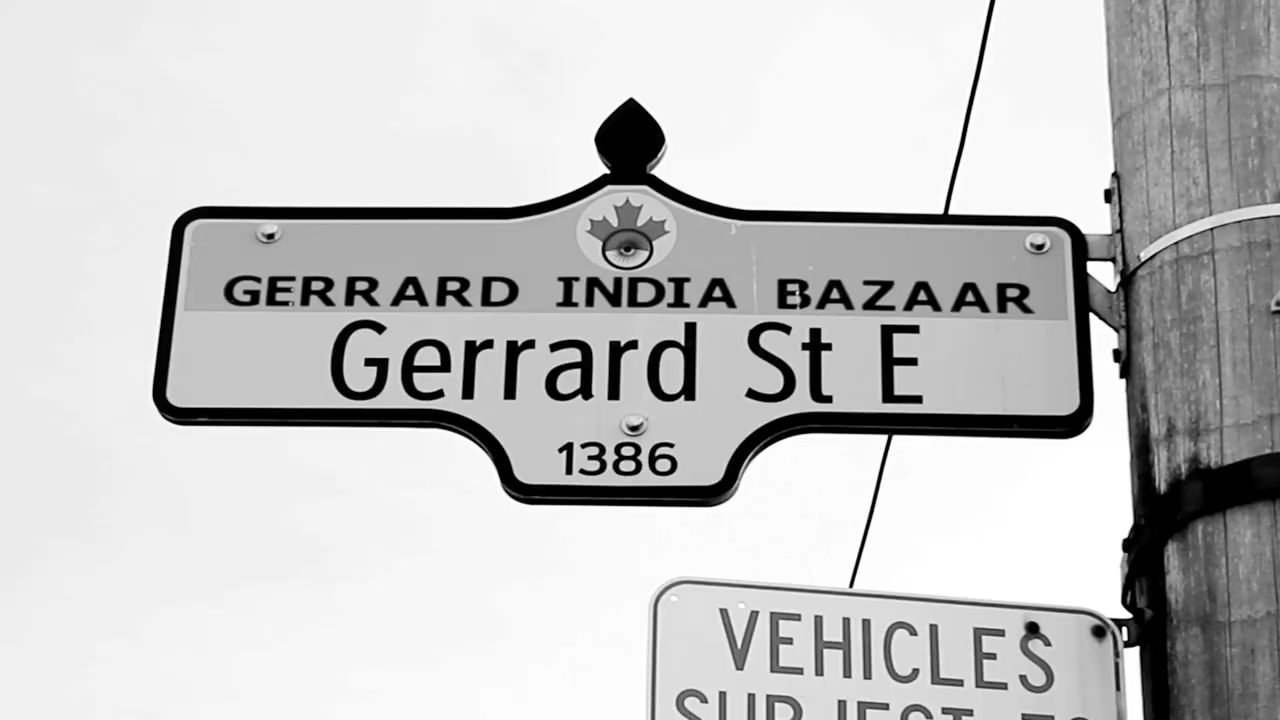 GERRARD INDIA BAZAAR
Gerrard St E
1386
VEHICLES
SUBJECT TO